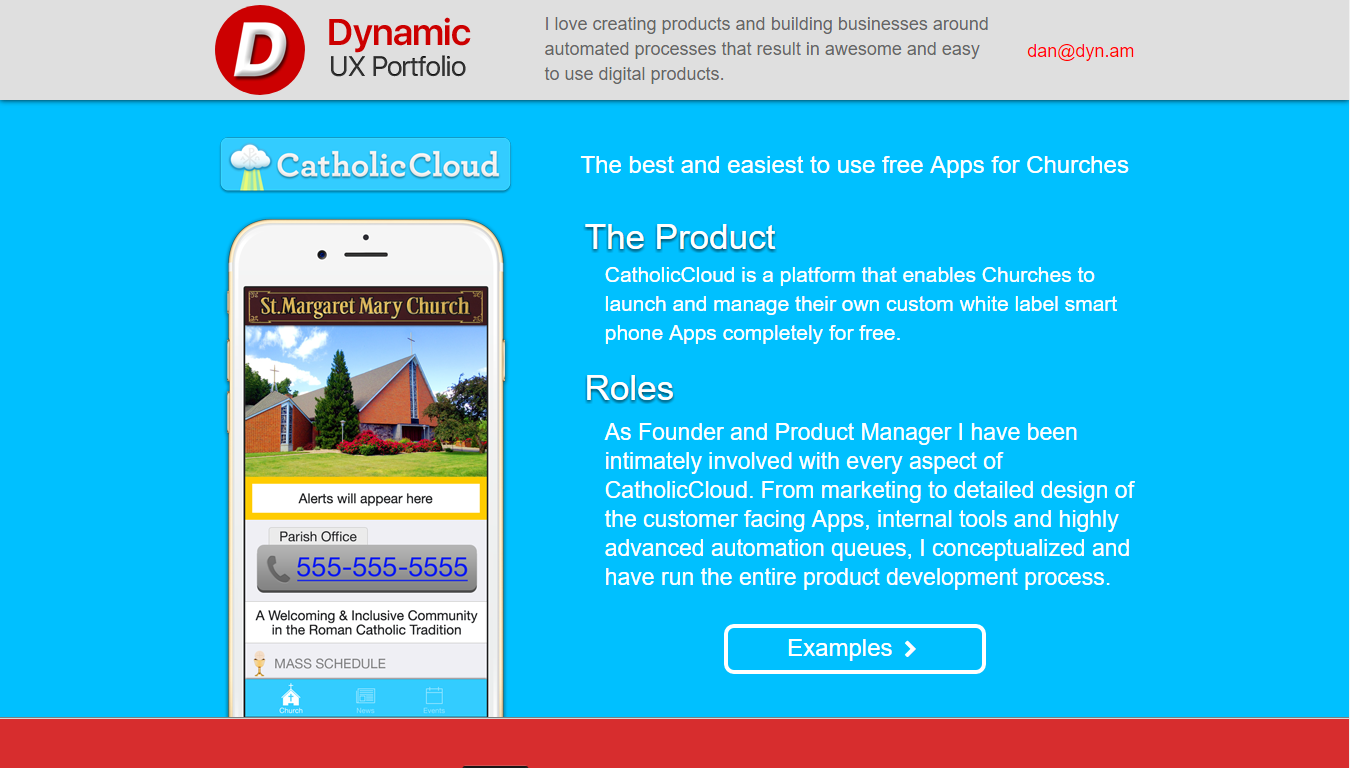 D
Dynamic
UX Portfolio
I love creating products and building businesses around
automated processes that result in awesome and easy
to use digital products.
dan@dyn.am
CatholicCloud
The best and easiest to use free Apps for Churches
St.Margaret Mary Church
Alerts will appear here
Parish Office
555-555-5555
A Welcoming & Inclusive Community
in the Roman Catholic Tradition
MASS SCHEDULE
Church
News
Events
The Product
CatholicCloud is a platform that enables Churches to
launch and manage their own custom white label smart
phone Apps completely for free.
Roles
As Founder and Product Manager I have been
intimately involved with every aspect of
CatholicCloud. From marketing to detailed design of
the customer facing Apps, internal tools and highly
advanced automation queues, I conceptualized and
have run the entire product development process.
Examples